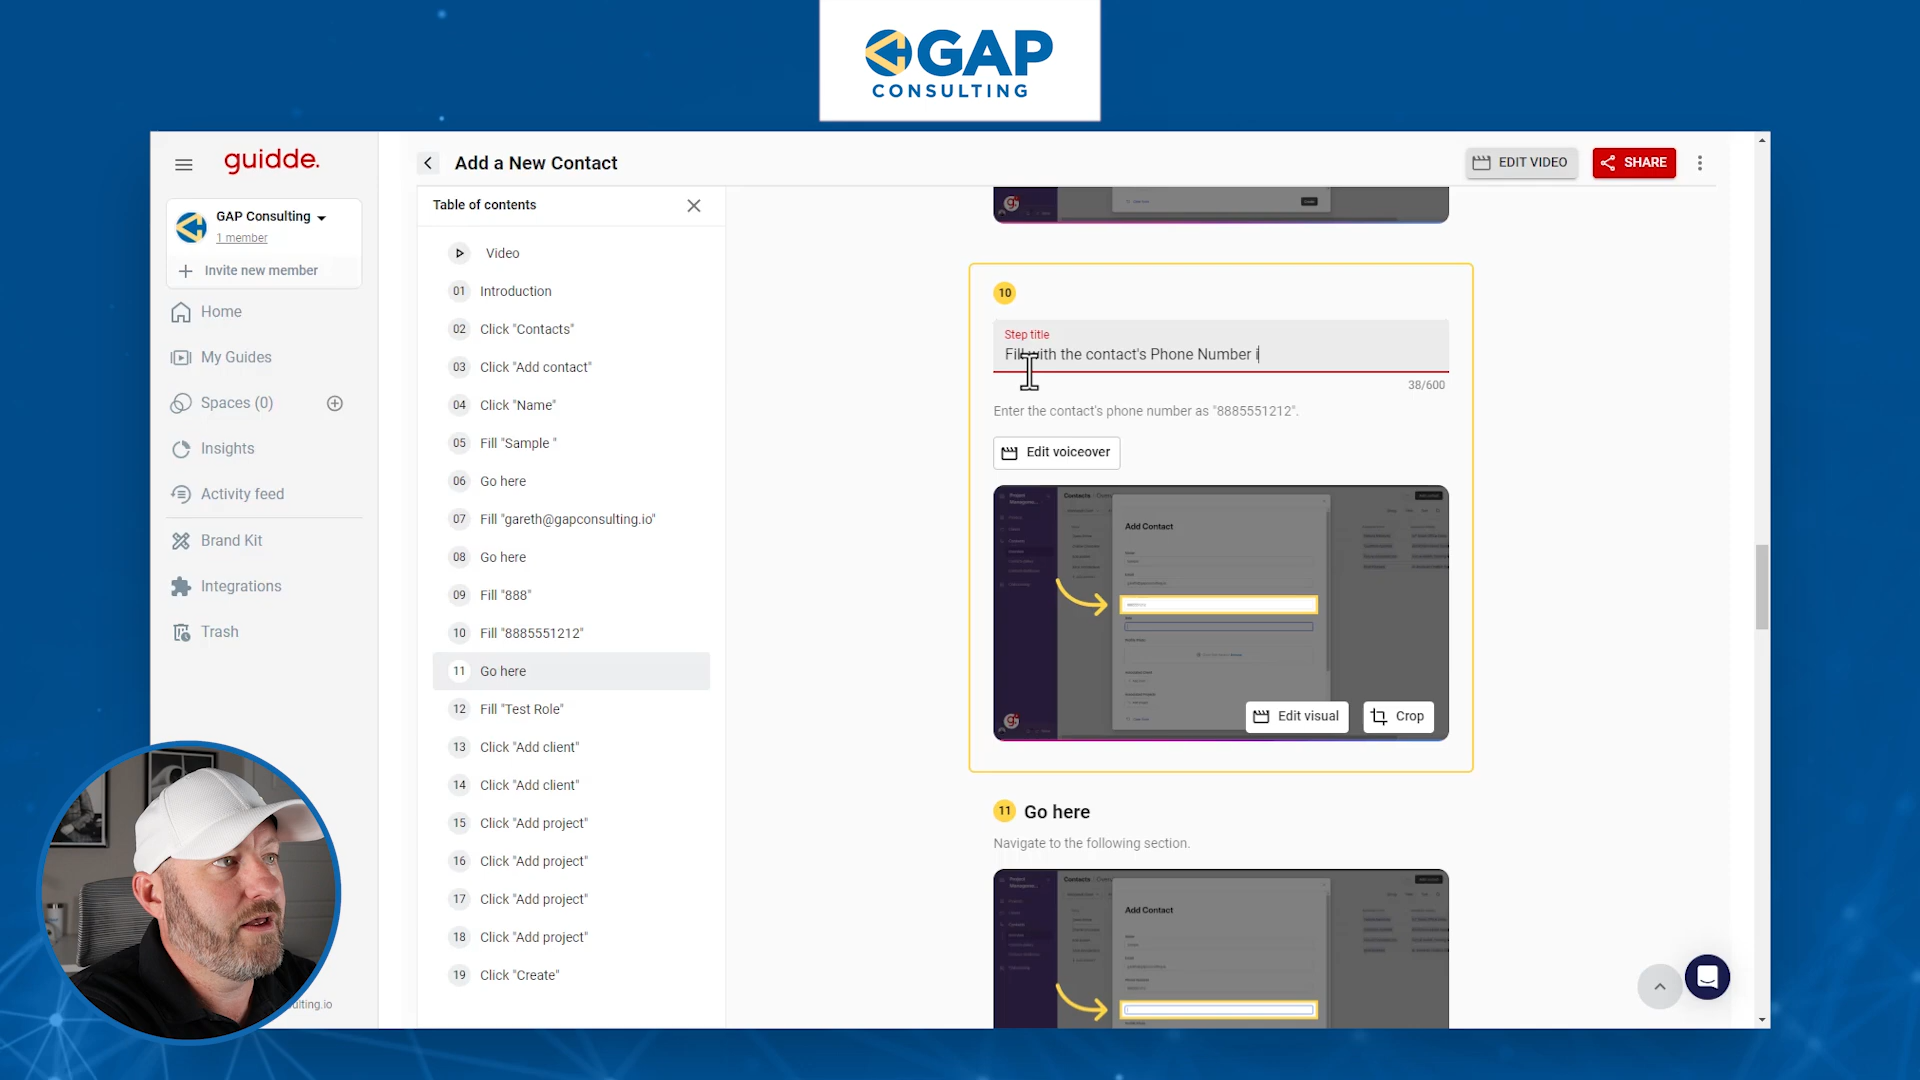 GAP
CONSULTING
guidde.
Add a New Contact
EDIT VIDEO
SHARE
GAP Consulting
1 member
Invite new member
Home
My Guides
Spaces (0)
Insights
Activity feed
Brand Kit
Integrations
Trash
ulting.io
Table of contents
Video
01 Introduction
02 Click "Contacts"
03 Click "Add contact"
04 Click "Name"
05 Fill "Sample "
06 Go here
07 Fill "gareth@gapconsulting.io"
08 Go here
09 Fill "888"
10 Fill "8885551212"
11 Go here
12 Fill "Test Role"
13 Click "Add client"
14 Click "Add client"
15 Click "Add project"
16 Click "Add project"
17 Click "Add project"
18 Click "Add project"
19 Click "Create"
10
Step title
Fill with the contact's Phone Number i
38/600
Enter the contact's phone number as "8885551212".
Edit voiceover
Contacts
Add Contact
Edit visual
Crop
11 Go here
Navigate to the following section.
Contacts
Add Contact